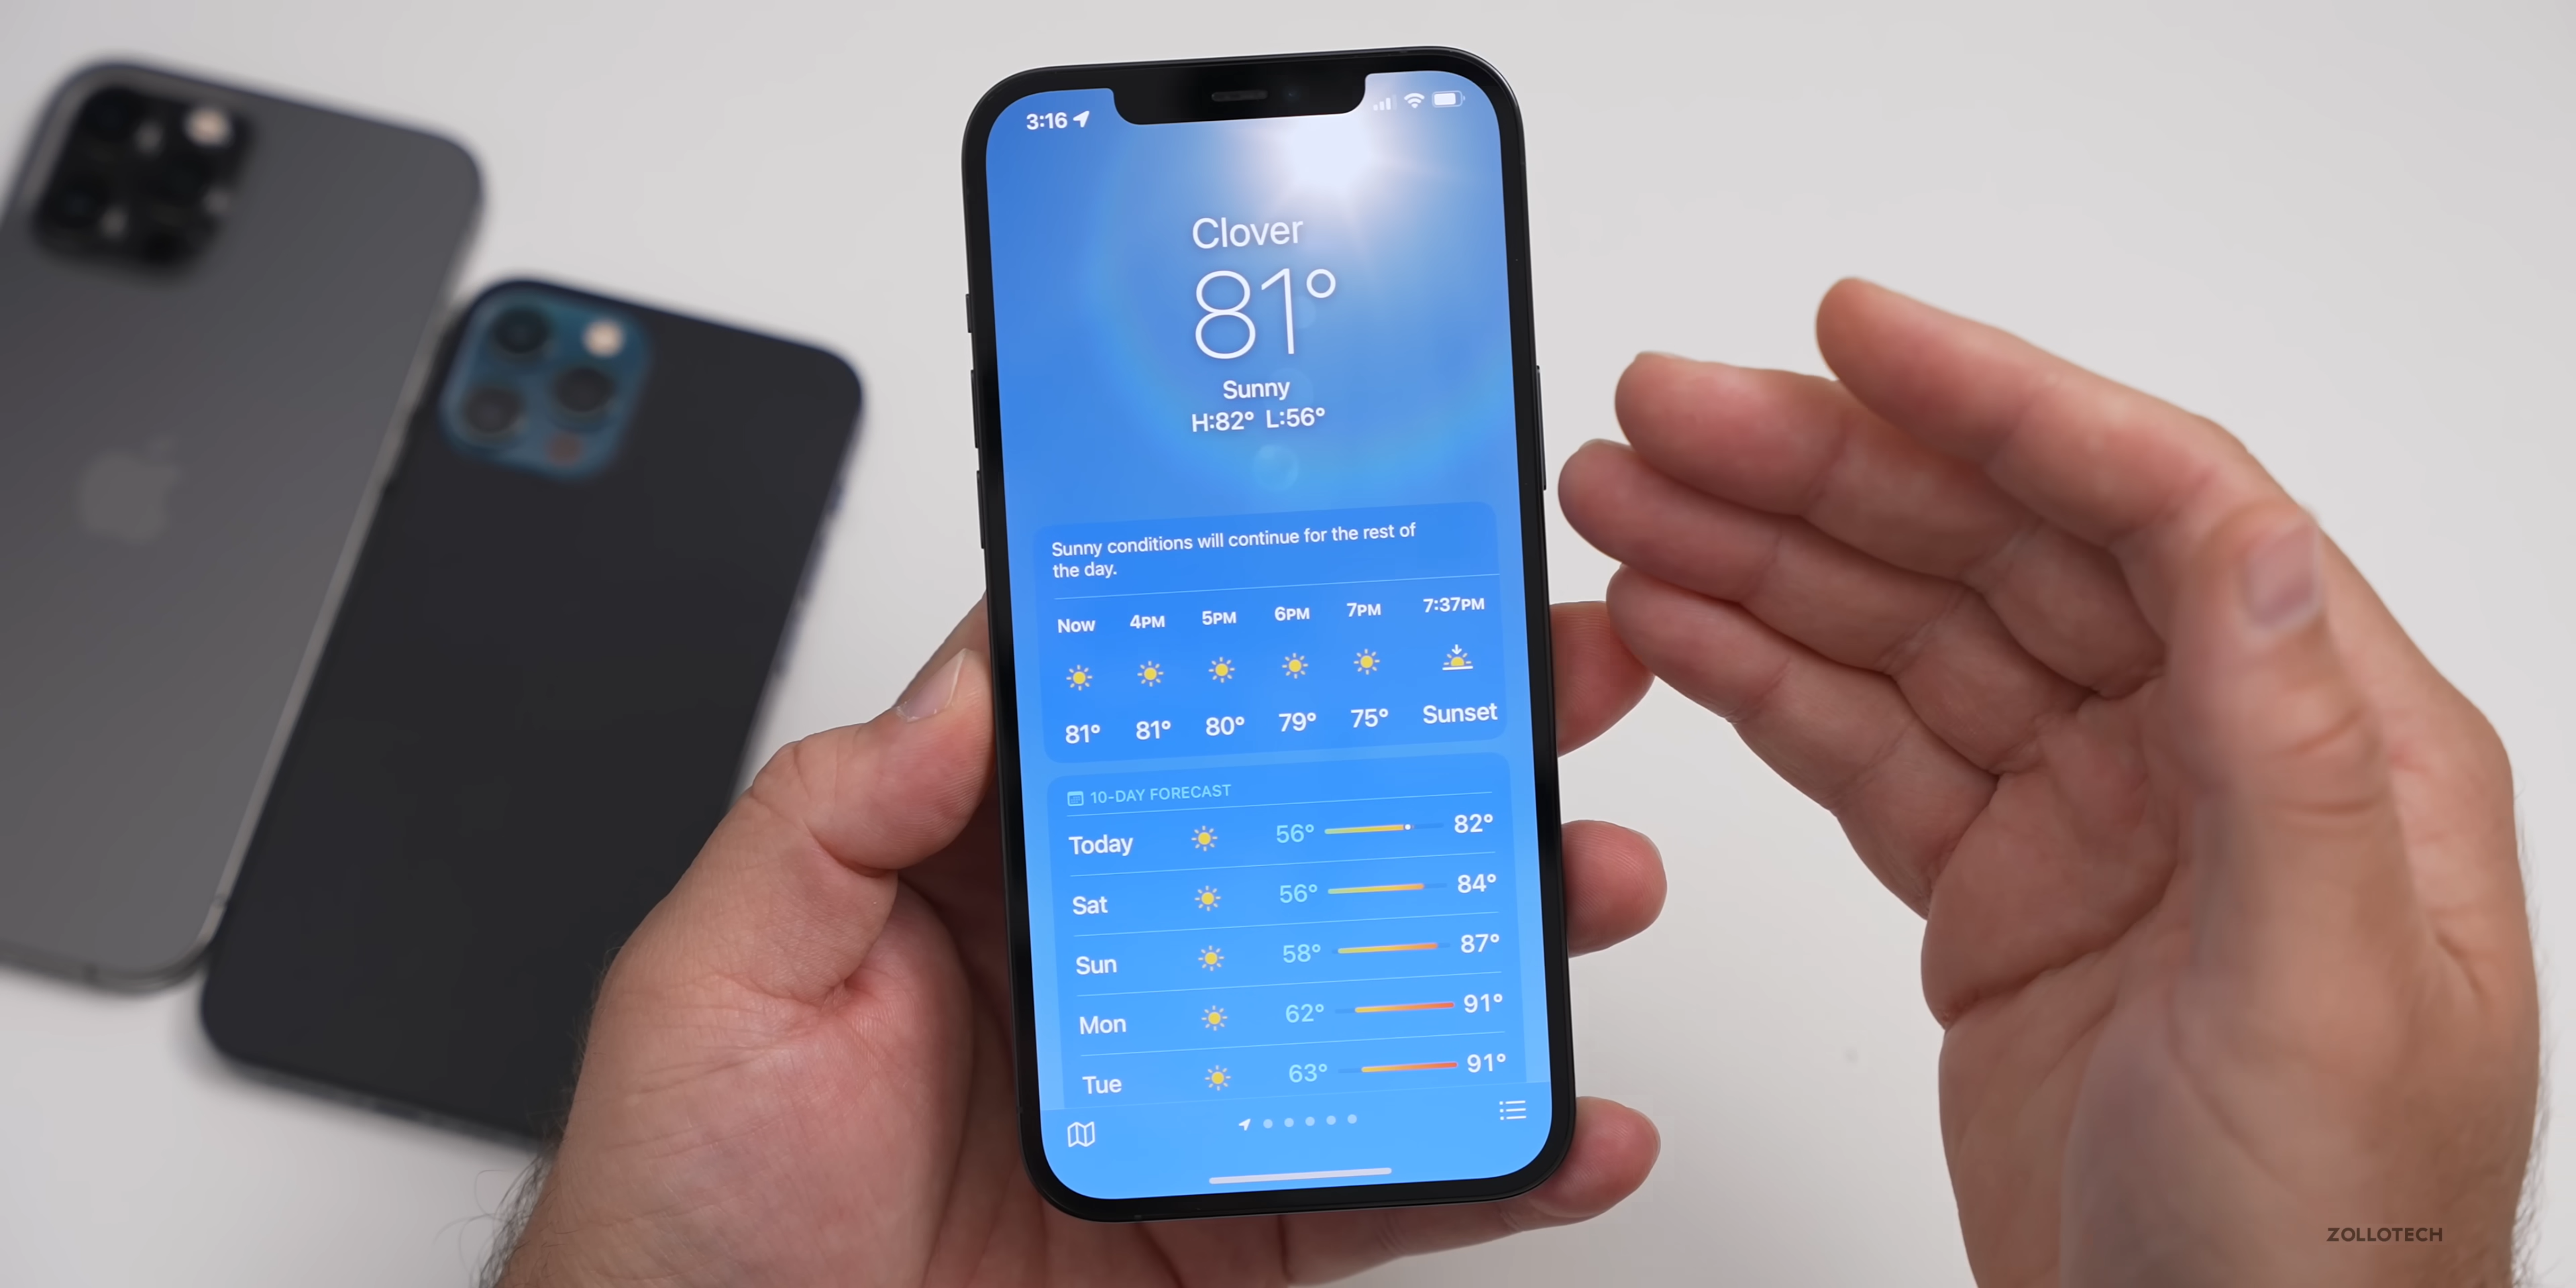 3:16
Clover
81°
Sunny
H:82° L:56°
Sunny conditions will continue for the rest of
the day.
Now 4PM 5PM 6PM 7PM 7:37PM
81° 81° 80° 79° 75° Sunset
10-DAY FORECAST
Today 56° 82°
Sat 56° 84°
Sun 58° 87°
Mon 62° 91°
Tue 63° 91°
ZOLLOTECH